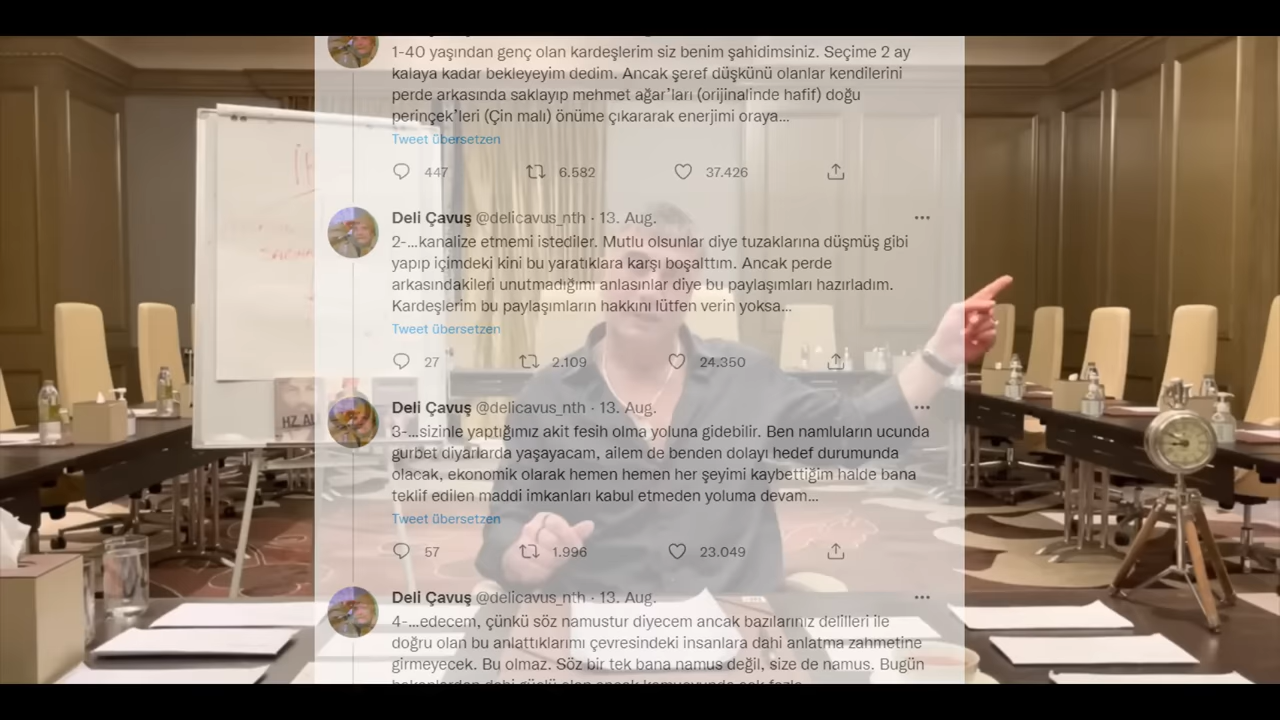 1-40 yaşından genç olan kardeşlerim siz benim şahidimsiniz. Seçime 2 ay
kalaya kadar bekleyeyim dedim. Ancak şeref düşkünü olanlar kendilerini
perde arkasında saklayıp mehmet ağar’ları (orijinalinde hafif) doğu
perinçek’leri (Çin malı) önüme çıkararak enerjimi oraya...
Tweet übersetzen
447 6.582 37.426
Deli Çavuş @delicavus_nth · 13. Aug.
2-...kanalize etmemi istediler. Mutlu olsunlar diye tuzaklarına düşmüş gibi
yapıp içimdeki kini bu yaratıklara karşı boşalttım. Ancak perde
arkasındakileri unutmadığımı anlasınlar diye bu paylaşımları hazırladım.
Kardeşlerim bu paylaşımların hakkını lütfen verin yoksa...
Tweet übersetzen
27 2.109 24.350
Deli Çavuş @delicavus_nth · 13. Aug.
3-...sizinle yaptığımız akit fesih olma yoluna gidebilir. Ben namluların ucunda
gurbet diyarlarda yaşayacam, ailem de benden dolayı hedef durumunda
olacak, ekonomik olarak hemen hemen her şeyimi kaybettiğim halde bana
teklif edilen maddi imkanları kabul etmeden yoluma devam...
Tweet übersetzen
57 1.996 23.049
Deli Çavuş @delicavus_nth · 13. Aug.
4-...edecem, çünkü söz namustur diyecem ancak bazılarınız delilleri ile
doğru olan bu anlattıklarımı çevresindeki insanlara dahi anlatma zahmetine
girmeyecek. Bu olmaz. Söz bir tek bana namus değil, size de namus. Bugün
HZ. ALİ